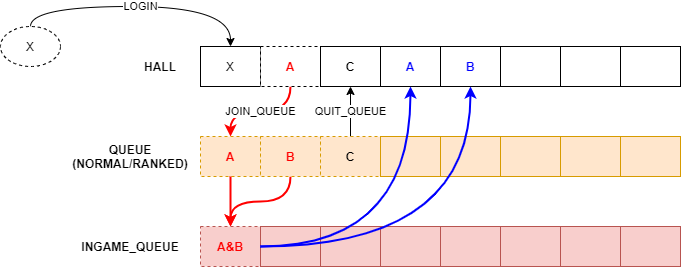 LOGIN
X
HALL
X
A
C
A
B
JOIN_QUEUE
QUIT_QUEUE
QUEUE
(NORMAL/RANKED)
A
B
C
INGAME_QUEUE
A&B